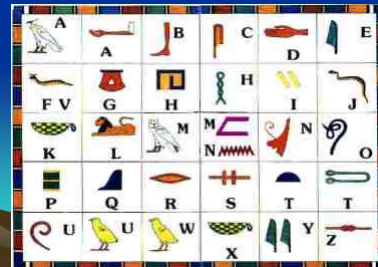 A A B C D E
F V G H H I J
K L M M N N O
P Q R S T T
U U W X Y Z